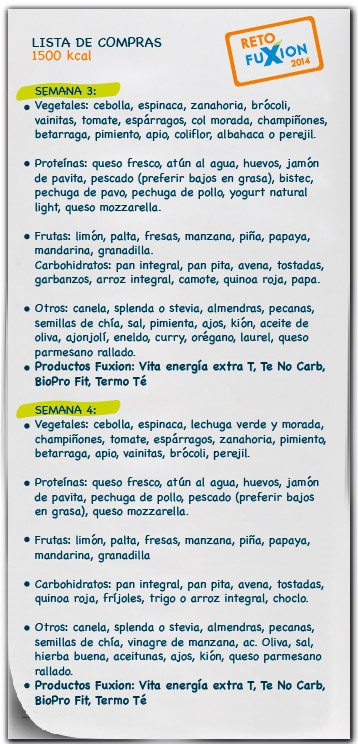 LISTA DE COMPRAS
1500 kcal
RETO
FUXION
2014
SEMANA 3:
Vegetales: cebolla, espinaca, zanahoria, brócoli,
vainitas, tomate, espárragos, col morada, champiñones,
betarraga, pimiento, apio, coliflor, albahaca o perejil.
Proteínas: queso fresco, atún al agua, huevos, jamón
de pavita, pescado (preferir bajos en grasa), bistec,
pechuga de pavo, pechuga de pollo, yogurt natural
light, queso mozzarella.
Frutas: limón, palta, fresas, manzana, piña, papaya,
mandarina, granadilla.
Carbohidratos: pan integral, pan pita, avena, tostadas,
garbanzos, arroz integral, camote, quinoa roja, papa.
Otros: canela, splenda o stevia, almendras, pecanas,
semillas de chía, sal, pimienta, ajos, kión, aceite de
oliva, ajonjolí, eneldo, curry, orégano, laurel, queso
parmesano rallado.
Productos Fuxion: Vita energía extra T, Te No Carb,
BioPro Fit, Termo Té
SEMANA 4:
Vegetales: cebolla, espinaca, lechuga verde y morada,
champiñones, tomate, espárragos, zanahoria, pimiento,
betarraga, apio, vainitas, brócoli, perejil.
Proteínas: queso fresco, atún al agua, huevos, jamón
de pavita, pechuga de pollo, pescado (preferir bajos
en grasa), queso mozzarella.
Frutas: limón, palta, fresas, manzana, piña, papaya,
mandarina, granadilla
Carbohidratos: pan integral, pan pita, avena, tostadas,
quinoa roja, fríjoles, trigo o arroz integral, choclo.
Otros: canela, splenda o stevia, almendras, pecanas,
semillas de chía, vinagre de manzana, ac. Oliva, sal,
hierba buena, aceitunas, ajos, kión, queso parmesano
rallado.
Productos Fuxion: Vita energía extra T, Te No Carb,
BioPro Fit, Termo Té